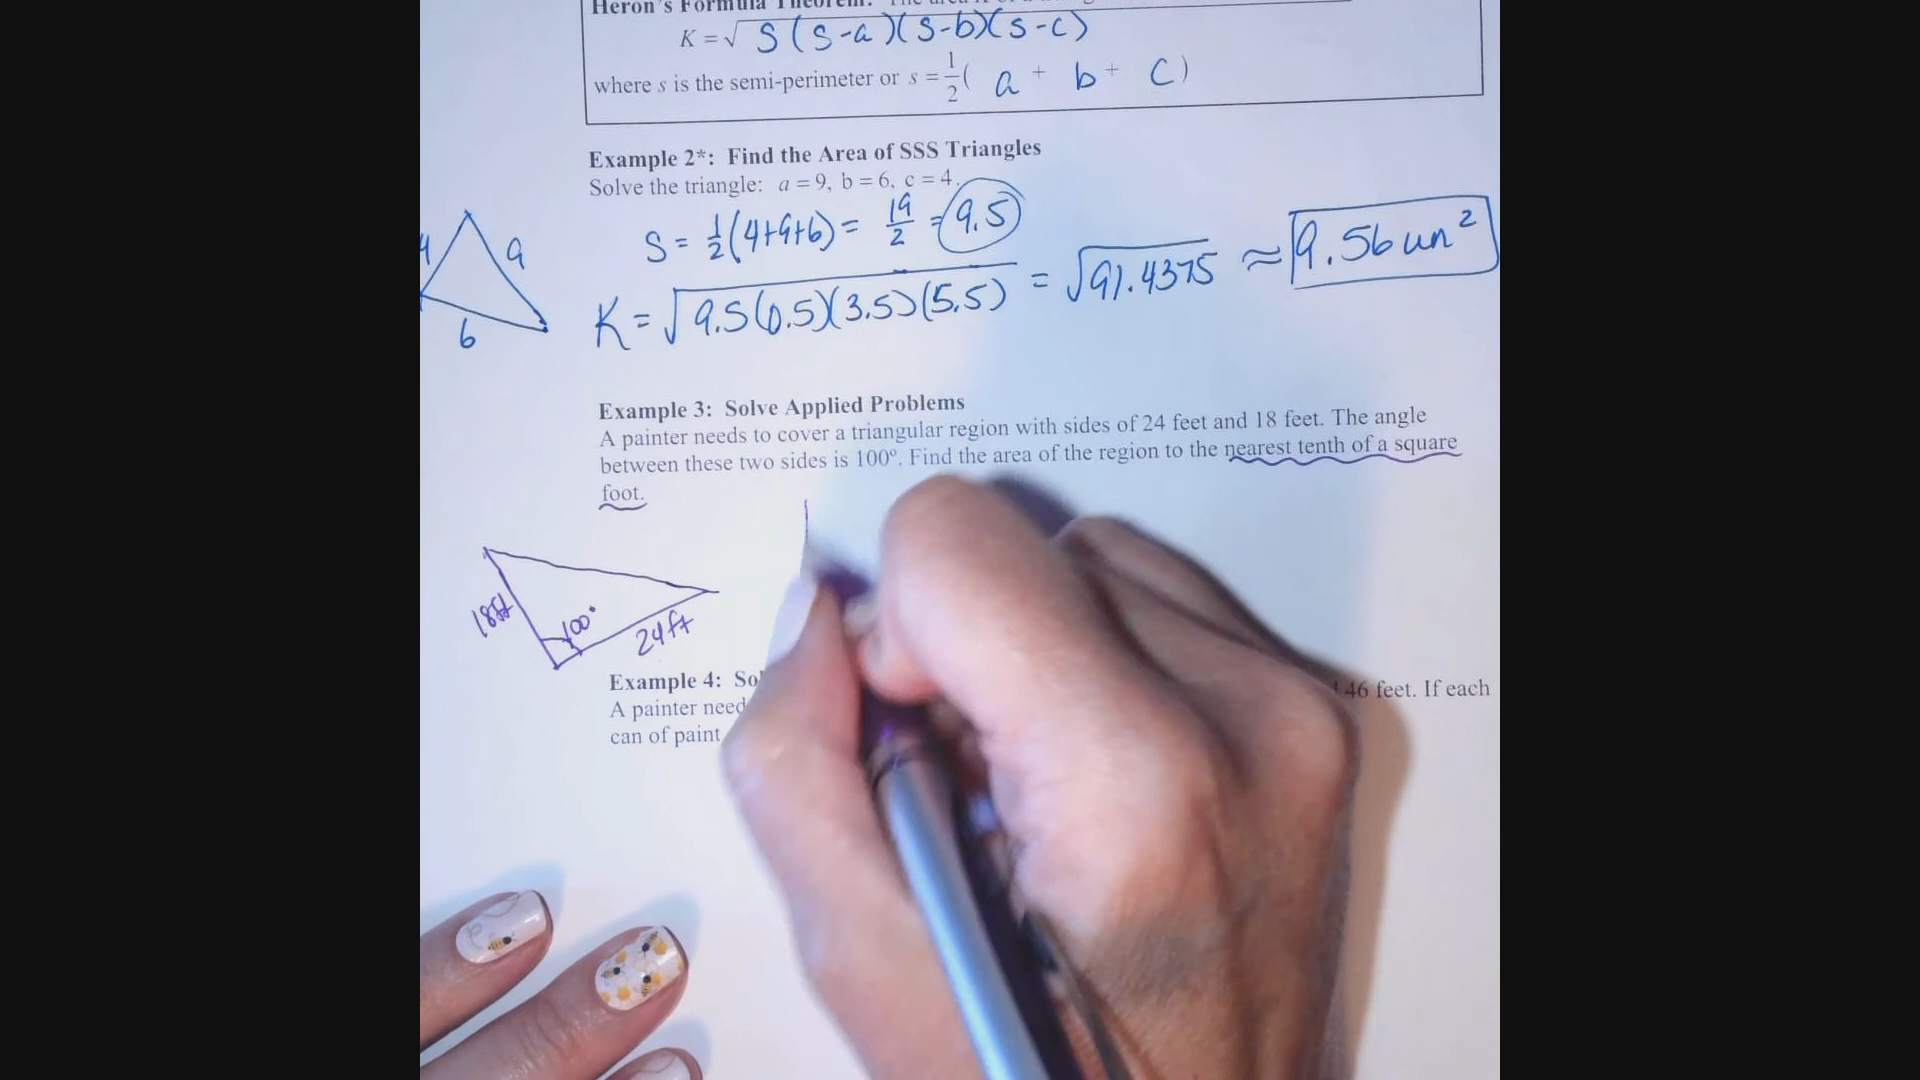 Heron's Formula Theorem:
K = √ S(s-a)(s-b)(s-c)
where s is the semi-perimeter or s = 1/2( a + b + c )
Example 2*: Find the Area of SSS Triangles
Solve the triangle: a = 9, b = 6, c = 4.
S = 1/2(4+9+6) = 19/2 = 9.5
K = √9.5(0.5)(3.5)(5.5) = √91.4375 ≈ 9.56 un²
4
9
6
Example 3: Solve Applied Problems
A painter needs to cover a triangular region with sides of 24 feet and 18 feet. The angle
between these two sides is 100°. Find the area of the region to the nearest tenth of a square
foot.
18ft
100°
24ft
Example 4:
A painter
46 feet. If each
can of paint